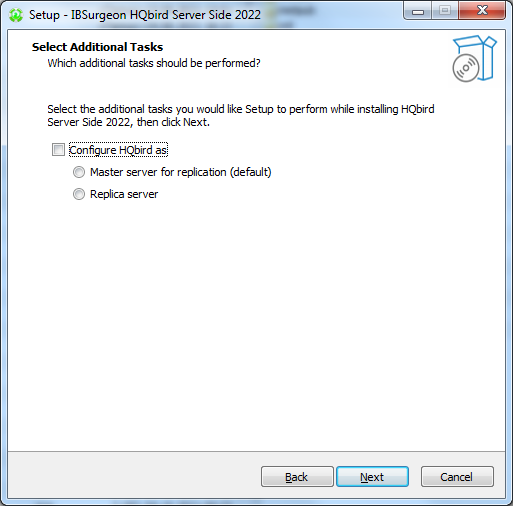 Setup - IBSurgeon HQbird Server Side 2022
Select Additional Tasks
Which additional tasks should be performed?
Select the additional tasks you would like Setup to perform while installing HQbird
Server Side 2022, then click Next.
Configure HQbird as
Master server for replication (default)
Replica server
Back
Next
Cancel